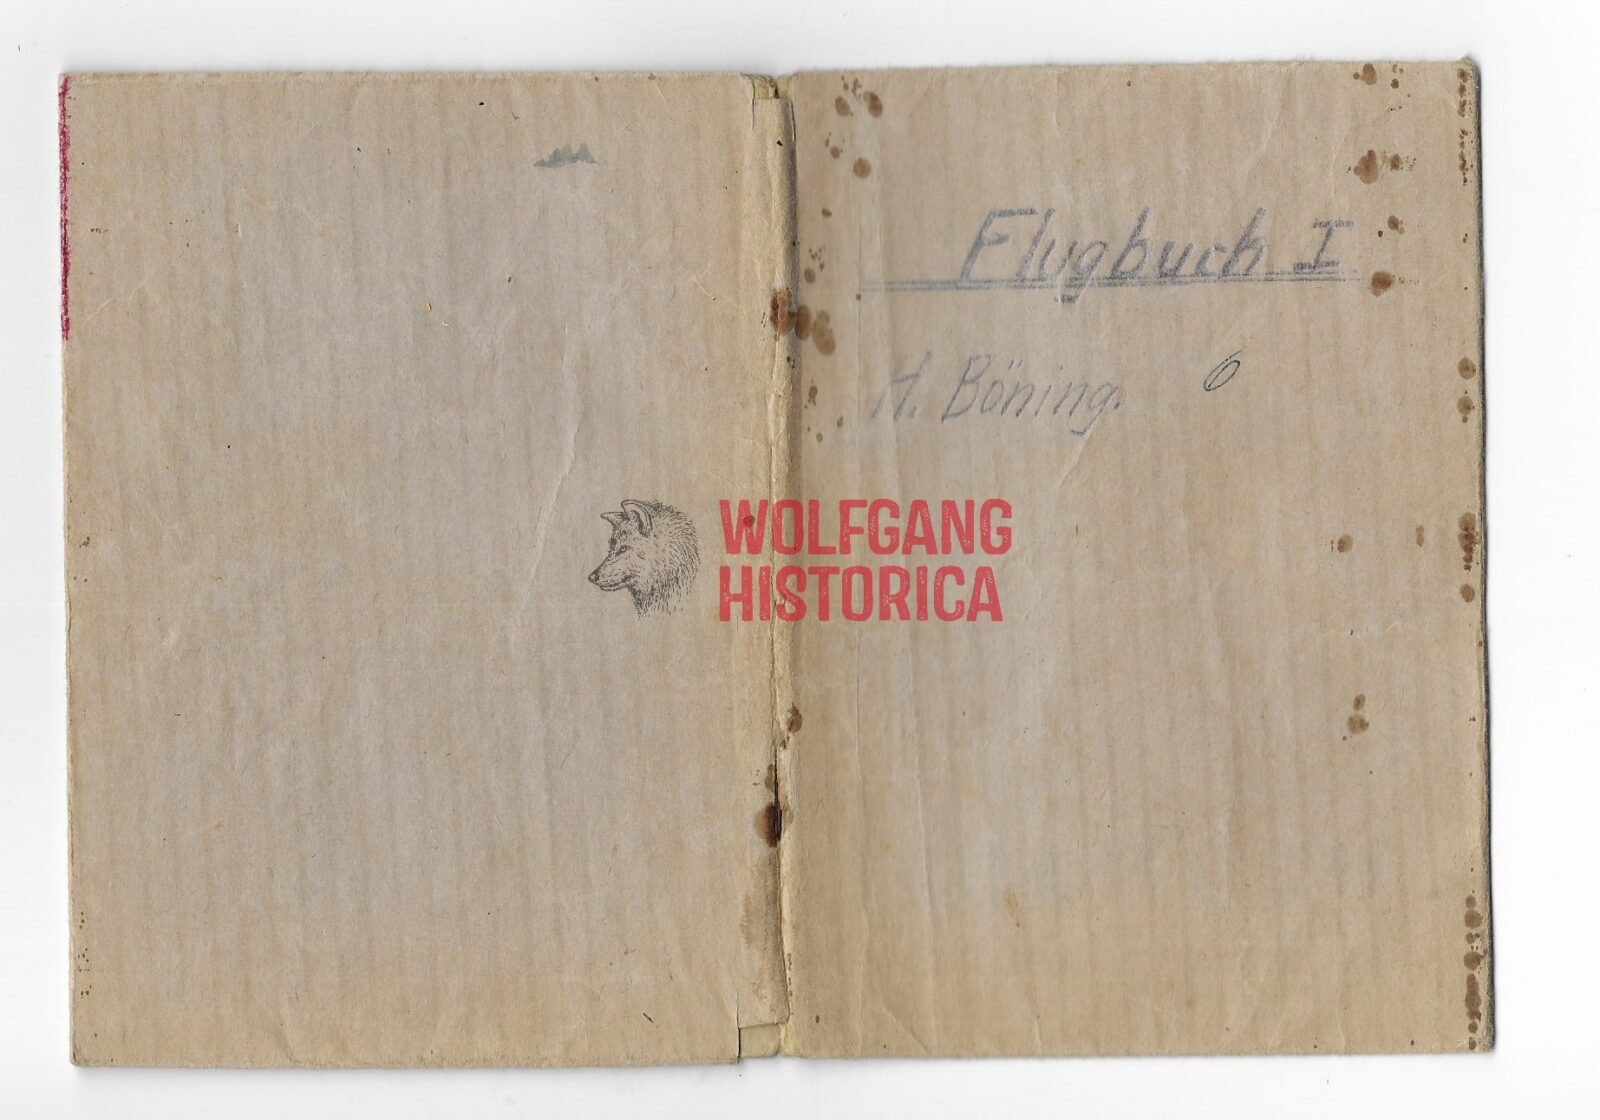 Flugbuch I
H. Böning. 6
WOLFGANG
HISTORICA